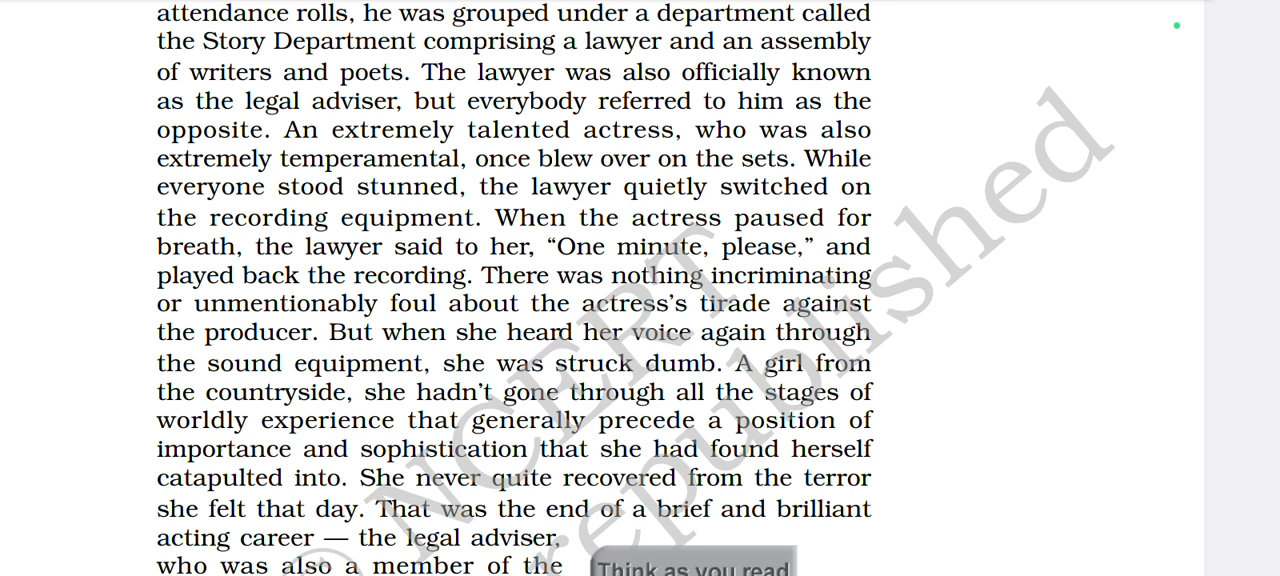 attendance rolls, he was grouped under a department called
the Story Department comprising a lawyer and an assembly
of writers and poets. The lawyer was also officially known
as the legal adviser, but everybody referred to him as the
opposite. An extremely talented actress, who was also
extremely temperamental, once blew over on the sets. While
everyone stood stunned, the lawyer quietly switched on
the recording equipment. When the actress paused for
breath, the lawyer said to her, “One minute, please,” and
played back the recording. There was nothing incriminating
or unmentionably foul about the actress’s tirade against
the producer. But when she heard her voice again through
the sound equipment, she was struck dumb. A girl from
the countryside, she hadn’t gone through all the stages of
worldly experience that generally precede a position of
importance and sophistication that she had found herself
catapulted into. She never quite recovered from the terror
she felt that day. That was the end of a brief and brilliant
acting career — the legal adviser,
who was also a member of the
Think as you read
© NCERT
republished